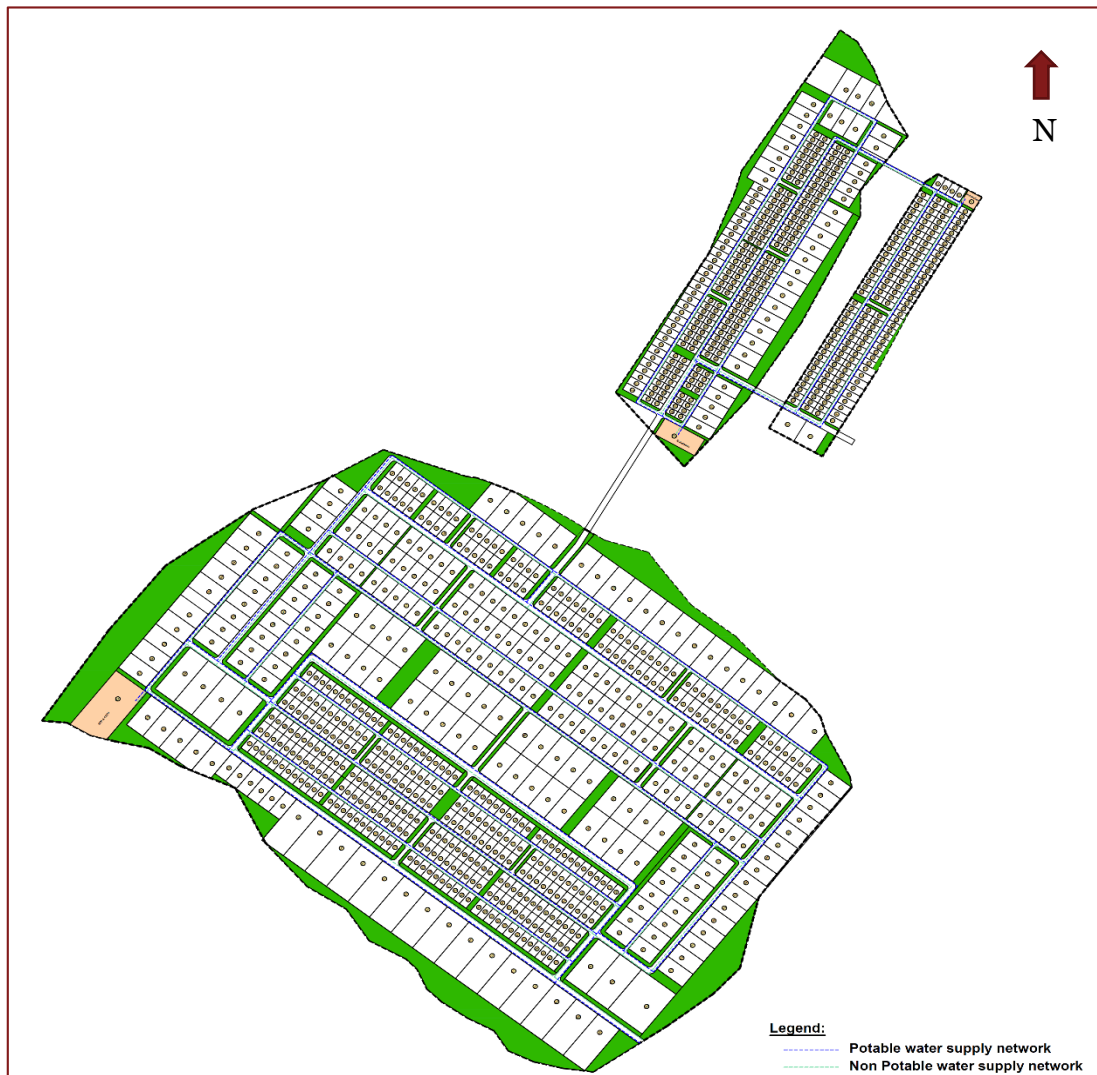 N
Legend:
Potable water supply network
Non Potable water supply network